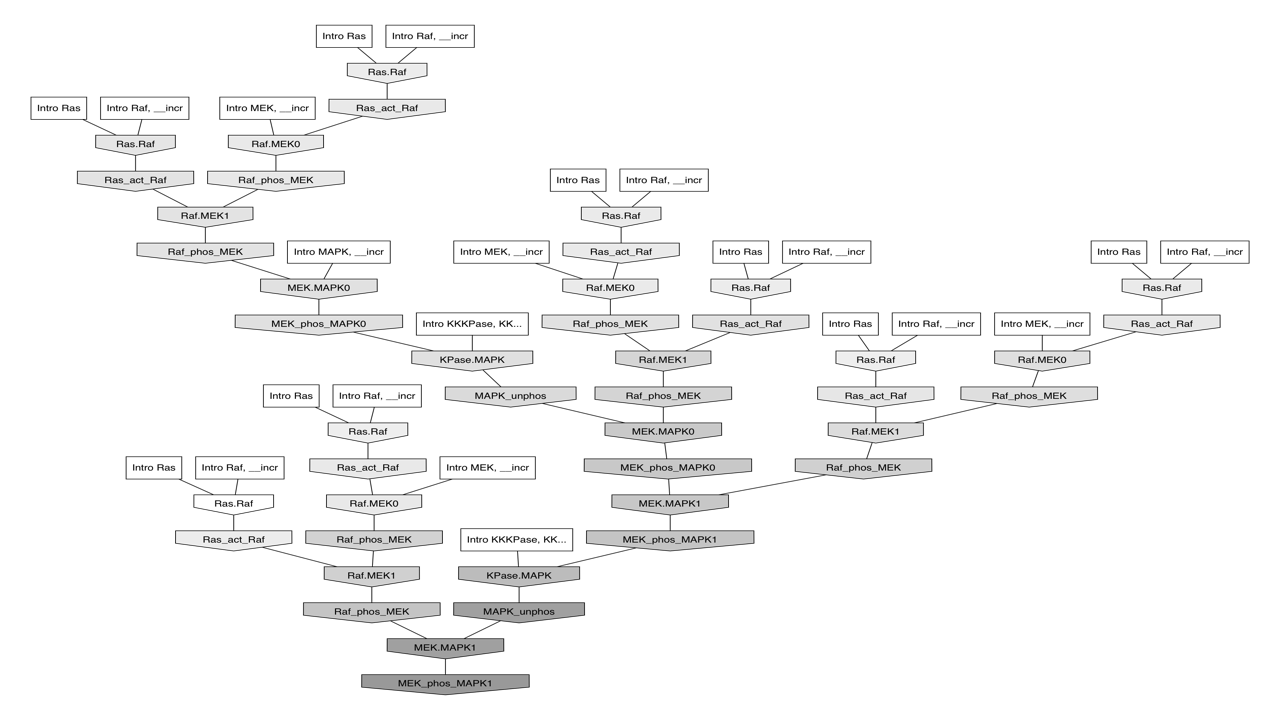 Intro Ras
Intro Raf, __incr
Ras.Raf
Intro Ras
Intro Raf, __incr
Intro MEK, __incr
Ras_act_Raf
Ras.Raf
Raf.MEK0
Ras_act_Raf
Raf_phos_MEK
Intro Ras
Intro Raf, __incr
Raf.MEK1
Ras.Raf
Raf_phos_MEK
Intro MAPK, __incr
Intro MEK, __incr
Ras_act_Raf
Intro Ras
Intro Raf, __incr
Intro Ras
Intro Raf, __incr
MEK.MAPK0
Raf.MEK0
Ras.Raf
Ras.Raf
MEK_phos_MAPK0
Intro KKKPase, KK...
Raf_phos_MEK
Ras_act_Raf
Intro Ras
Intro Raf, __incr
Intro MEK, __incr
Ras_act_Raf
KPase.MAPK
Raf.MEK1
Ras.Raf
Raf.MEK0
Intro Ras
Intro Raf, __incr
MAPK_unphos
Raf_phos_MEK
Ras_act_Raf
Raf_phos_MEK
Ras.Raf
MEK.MAPK0
Raf.MEK1
Intro Ras
Intro Raf, __incr
Ras_act_Raf
Intro MEK, __incr
MEK_phos_MAPK0
Raf_phos_MEK
Ras.Raf
Raf.MEK0
MEK.MAPK1
Ras_act_Raf
Raf_phos_MEK
Intro KKKPase, KK...
MEK_phos_MAPK1
Raf.MEK1
KPase.MAPK
Raf_phos_MEK
MAPK_unphos
MEK.MAPK1
MEK_phos_MAPK1